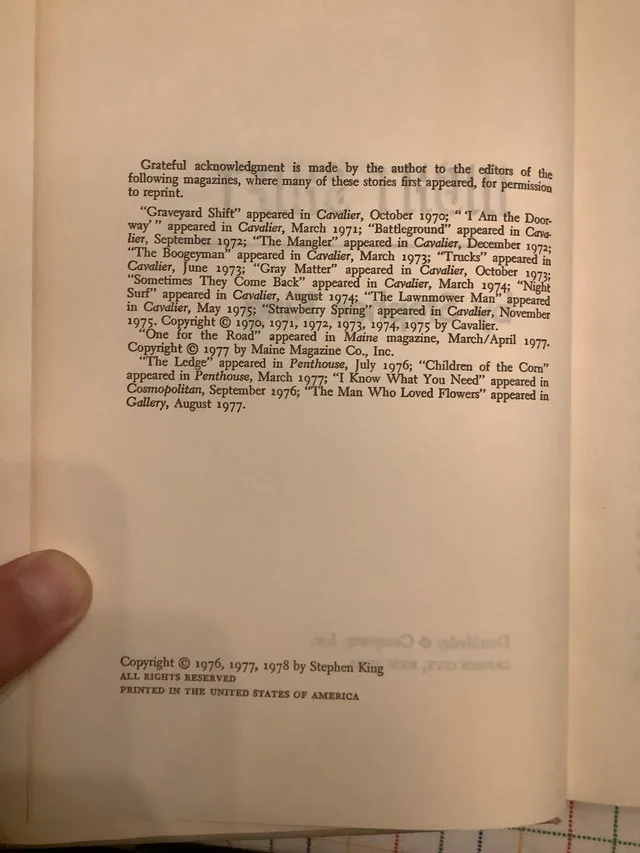 Grateful acknowledgment is made by the author to the editors of the
following magazines, where many of these stories first appeared, for permission
to reprint.
"Graveyard Shift" appeared in Cavalier, October 1970; " 'I Am the Door-
way' " appeared in Cavalier, March 1971; "Battleground" appeared in Cava-
lier, September 1972; "The Mangler" appeared in Cavalier, December 1972;
"The Boogeyman" appeared in Cavalier, March 1973; "Trucks" appeared in
Cavalier, June 1973; "Gray Matter" appeared in Cavalier, October 1973;
"Sometimes They Come Back" appeared in Cavalier, March 1974; "Night
Surf" appeared in Cavalier, August 1974; "The Lawnmower Man" appeared
in Cavalier, May 1975; "Strawberry Spring" appeared in Cavalier, November
1975. Copyright © 1970, 1971, 1972, 1973, 1974, 1975 by Cavalier.
"One for the Road" appeared in Maine magazine, March/April 1977.
Copyright © 1977 by Maine Magazine Co., Inc.
"The Ledge" appeared in Penthouse, July 1976; "Children of the Corn"
appeared in Penthouse, March 1977; "I Know What You Need" appeared in
Cosmopolitan, September 1976; "The Man Who Loved Flowers" appeared in
Gallery, August 1977.
Doubleday & Company, Inc.
GARDEN CITY, NEW
Copyright © 1976, 1977, 1978 by Stephen King
ALL RIGHTS RESERVED
PRINTED IN THE UNITED STATES OF AMERICA